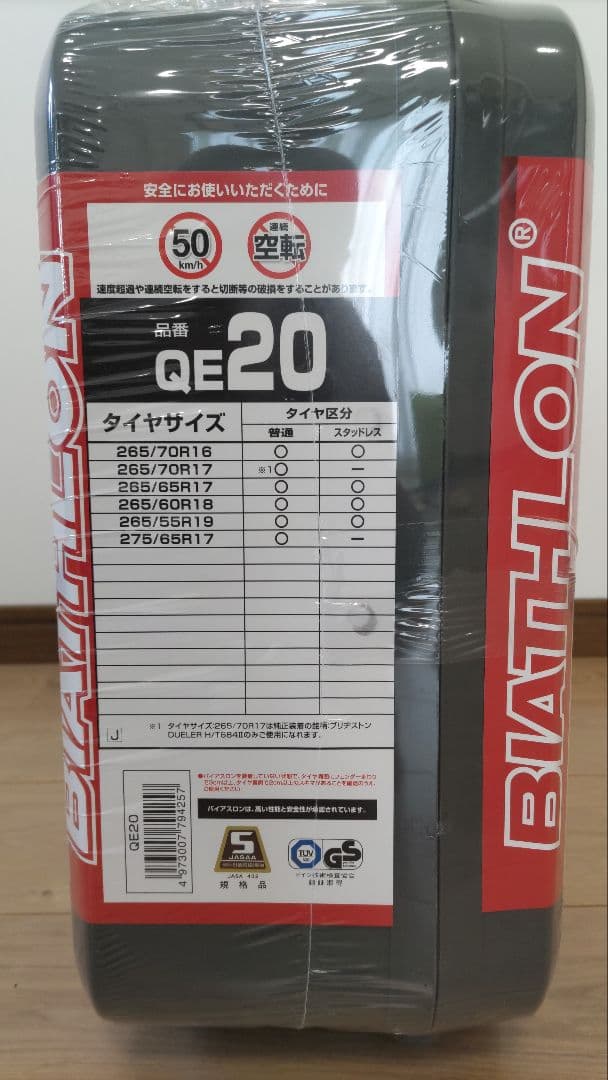 安全にお使いいただくために
50
km/h
連続
空転
速度超過や連続空転をすると切断等の破損をすることがあります。
品番
QE20
タイヤサイズ
タイヤ区分
普通
スタッドレス
265/70R16 ○ ○
265/70R17 ※1○ ー
265/65R17 ○ ○
265/60R18 ○ ○
265/55R19 ○ ○
275/65R17 ○ ー
※1 タイヤサイズ:265/70R17は純正装着の銘柄:ブリヂストン
DUELER H/T684Ⅱのみご使用になれます。
J
QE20
4 973007 794257
バイアスロンは、高い性能と安全性が確認されています。
S
JASAA
規格品
TÜV
GS
BIATHLON
BIATHLON®